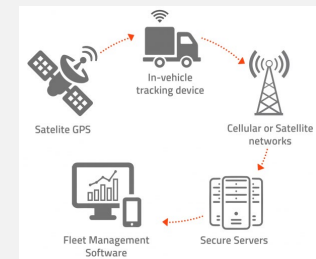 In-vehicle
tracking device
Satelite GPS
Cellular or Satellite
networks
Fleet Management
Software
Secure Servers